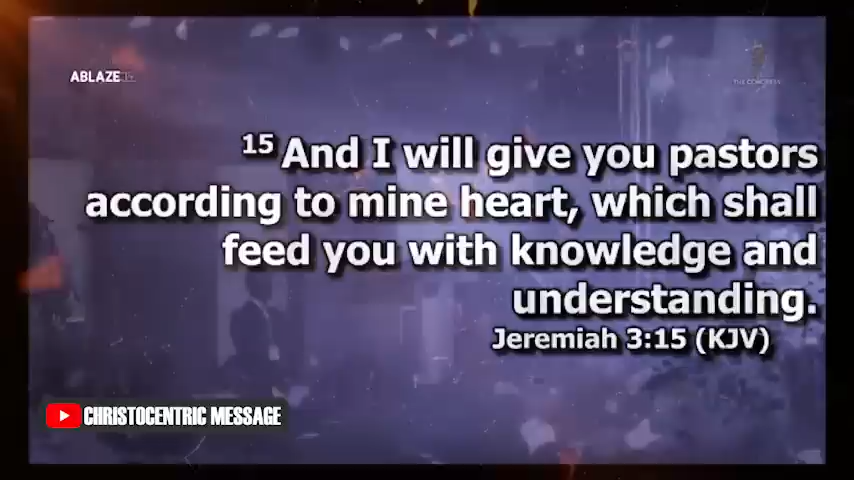 ABLAZE
15 And I will give you pastors
according to mine heart, which shall
feed you with knowledge and
understanding.
Jeremiah 3:15 (KJV)
CHRISTOCENTRIC MESSAGE